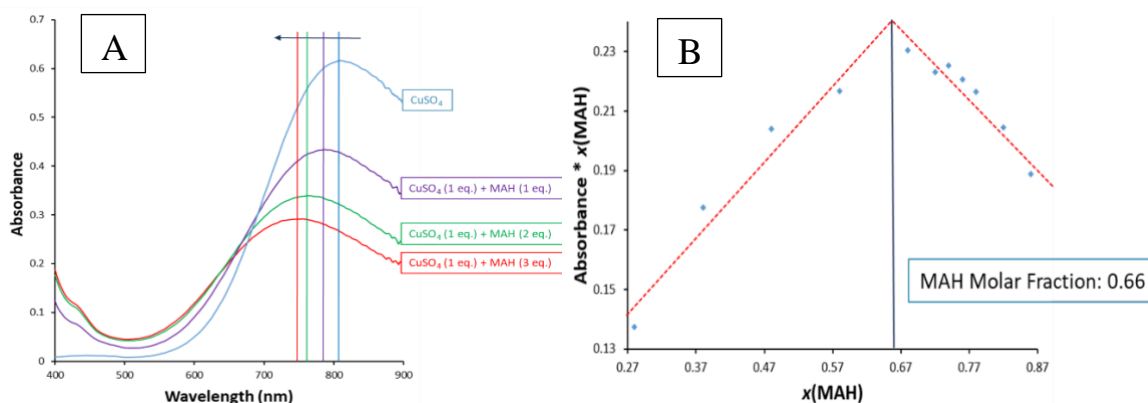 A
0.7
0.6
0.5
0.4
0.3
0.2
0.1
0
400
500
600
700
800
900
Absorbance
Wavelength (nm)
CuSO₄
CuSO₄ (1 eq.) + MAH (1 eq.)
CuSO₄ (1 eq.) + MAH (2 eq.)
CuSO₄ (1 eq.) + MAH (3 eq.)
B
0.23
0.21
0.19
0.17
0.15
0.13
0.27
0.37
0.47
0.57
0.67
0.77
0.87
Absorbance * x(MAH)
x(MAH)
MAH Molar Fraction: 0.66